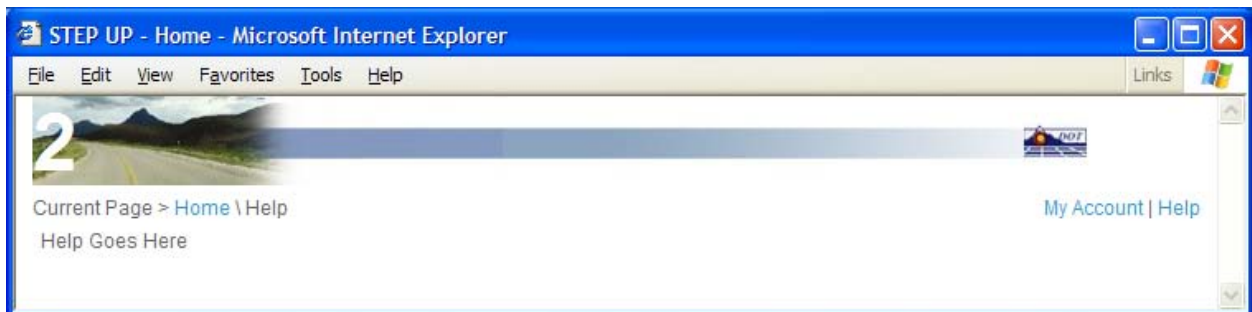 STEP UP - Home - Microsoft Internet Explorer
File Edit View Favorites Tools Help Links
2
DOT
Current Page > Home \ Help My Account | Help
Help Goes Here